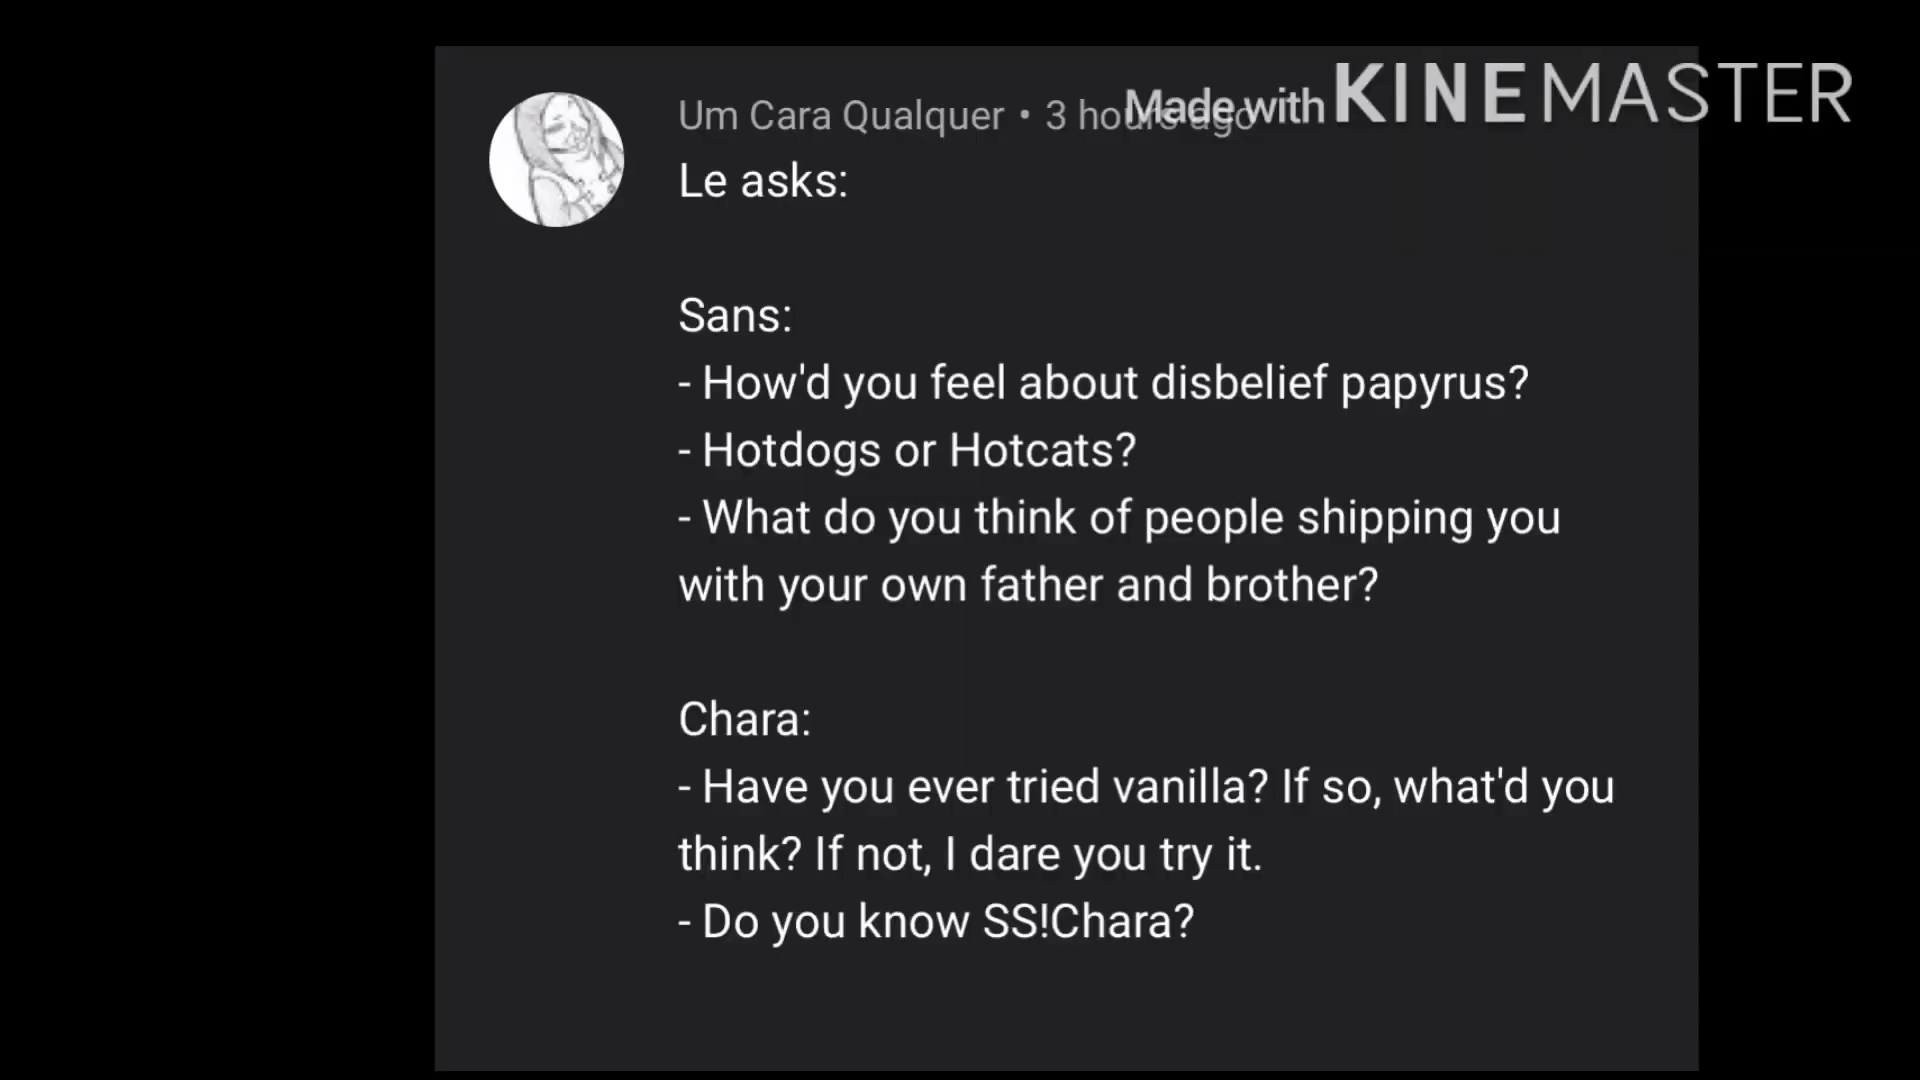 Um Cara Qualquer • 3 hours ago
Made with KINEMASTER
Le asks:
Sans:
- How'd you feel about disbelief papyrus?
- Hotdogs or Hotcats?
- What do you think of people shipping you
with your own father and brother?
Chara:
- Have you ever tried vanilla? If so, what'd you
think? If not, I dare you try it.
- Do you know SS!Chara?